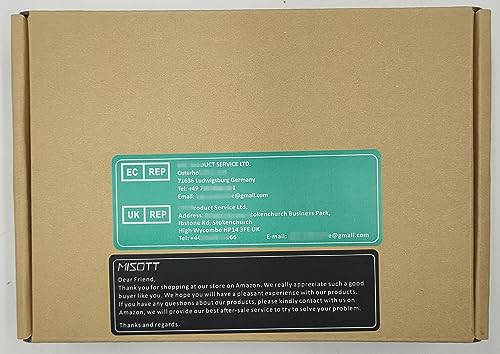 EC REP
ODUCT SERVICE LTD.
Osterho
71636 Ludwigsburg Germany
Tel: +49 7
Email: e@gmail.com
UK REP
roduct Service Ltd.
Address: tokenchurch Business Park,
Ibstone Rd, Stokenchurch
High Wycombe HP14 3FE UK
Tel: +4 66 E-mail: e@gmail.com
MISOTT
Dear Friend,
Thank you for shopping at our store on Amazon. We really appreciate such a good
buyer like you. We hope you will have a pleasant experience with our products.
If you have any questions about our products, please kindly contact with us on
Amazon, we will provide our best after-sale service to try to solve your problem.
Thanks and regards.